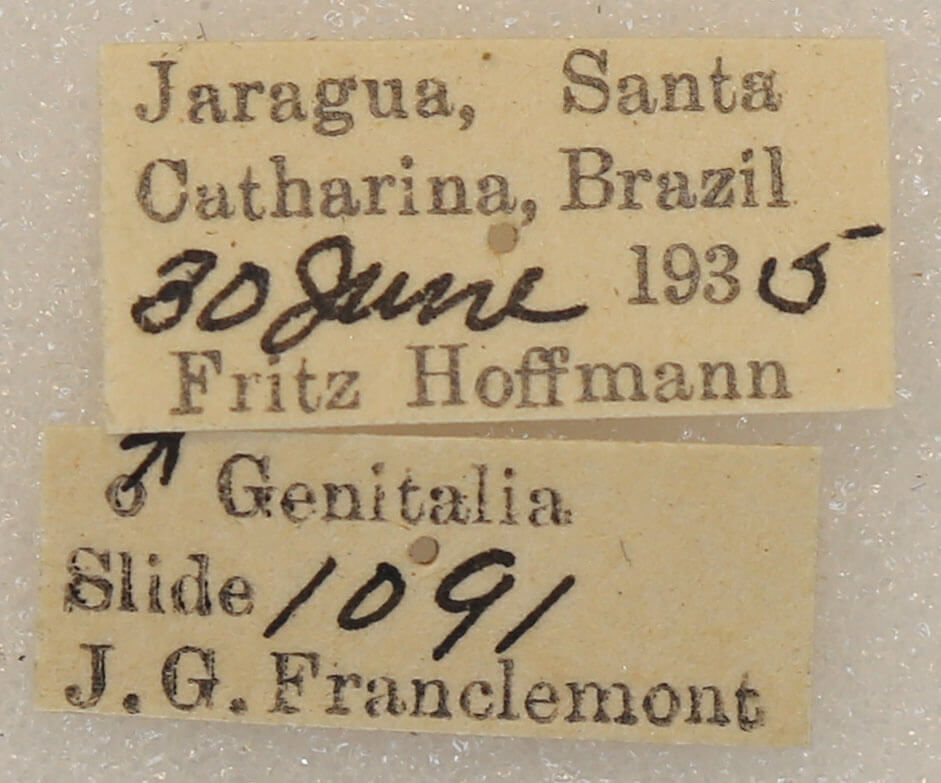 Jaragua, Santa
Catharina, Brazil
30 June 1935
Fritz Hoffmann
♂ Genitalia
Slide 1091
J. G. Franclemont